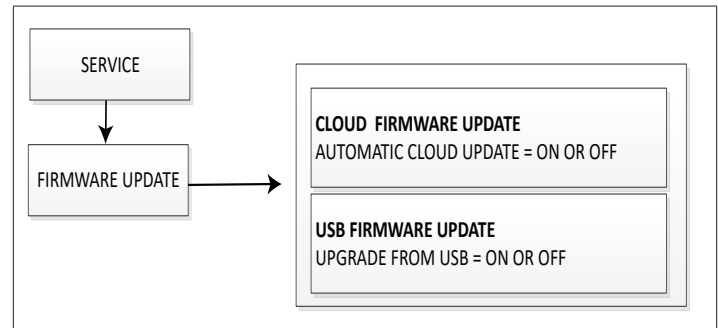 SERVICE
FIRMWARE UPDATE
CLOUD FIRMWARE UPDATE
AUTOMATIC CLOUD UPDATE = ON OR OFF
USB FIRMWARE UPDATE
UPGRADE FROM USB = ON OR OFF